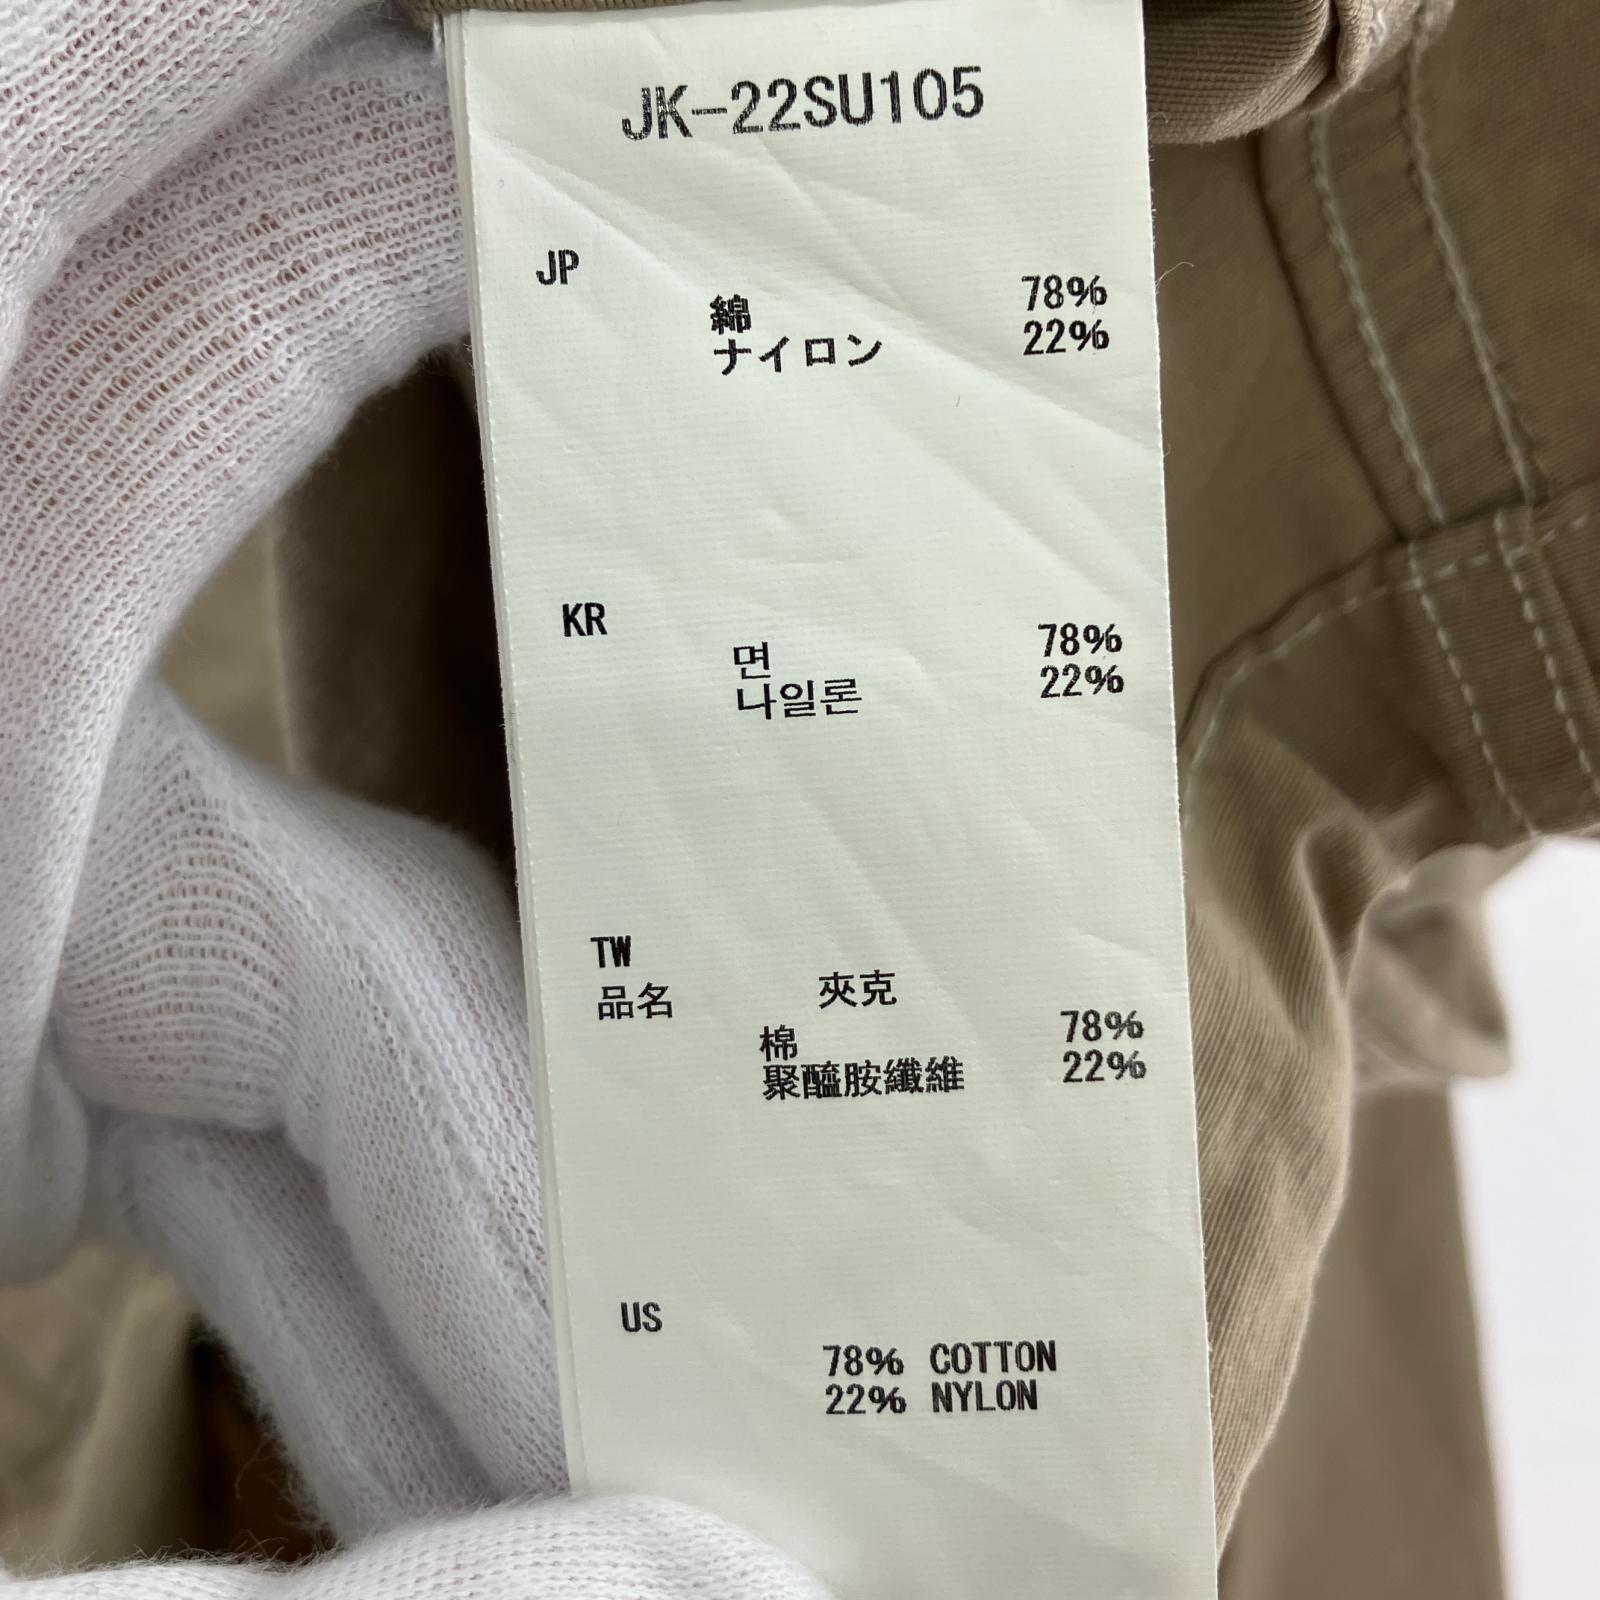 JK-22SU105
JP
綿 78%
ナイロン 22%
KR
면 78%
나일론 22%
TW
品名 夾克
棉 78%
聚醯胺纖維 22%
US
78% COTTON
22% NYLON